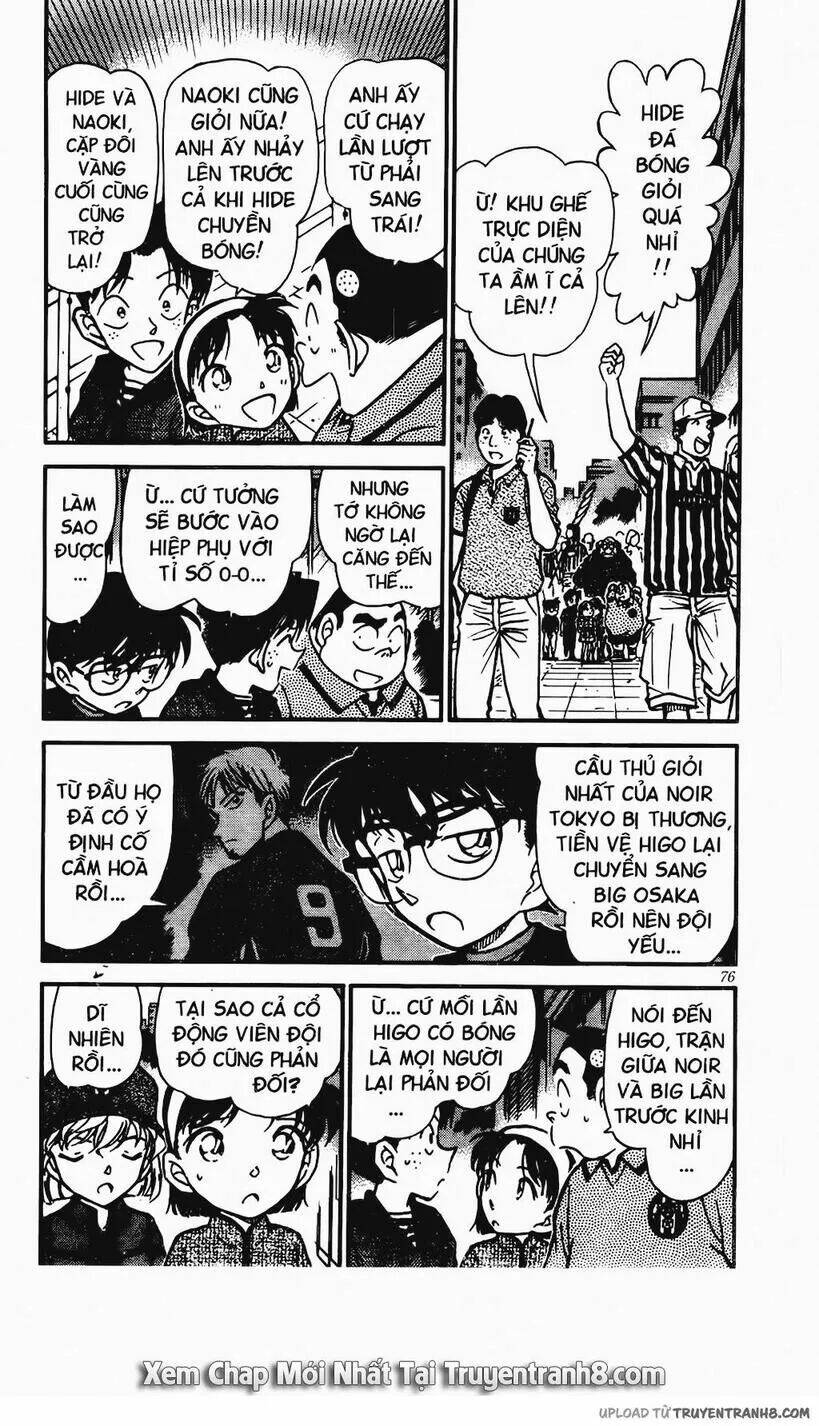 HIDE
ĐÁ
BÓNG
GIỎI
QUÁ
NHỈ
!!
Ừ! KHU GHẾ
TRỰC DIỆN
CỦA CHÚNG
TA ẦM Ĩ CẢ
LÊN!!
ANH ẤY
CỨ CHẠY
LẦN LƯỢT
TỪ PHẢI
SANG
TRÁI!
NAOKI CŨNG
GIỎI NỮA!
ANH ẤY NHẢY
LÊN TRƯỚC
CẢ KHI HIDE
CHUYỀN
BÓNG!
HIDE VÀ
NAOKI,
CẶP ĐÔI
VÀNG
CUỐI CÙNG
CŨNG
TRỞ
LẠI!
NHƯNG
TỚ KHÔNG
NGỜ LẠI
CĂNG ĐẾN
THẾ...
Ừ... CỨ TƯỞNG
SẼ BƯỚC VÀO
HIỆP PHỤ VỚI
TỈ SỐ 0-0...
LÀM
SAO
ĐƯỢC
...
CẦU THỦ GIỎI
NHẤT CỦA NOIR
TOKYO BỊ THƯƠNG,
TIỀN VỆ HIGO LẠI
CHUYỂN SANG
BIG OSAKA
RỒI NÊN ĐỘI
YẾU...
TỪ ĐẦU HỌ
ĐÃ CÓ Ý
ĐỊNH CỐ
CẦM HOÀ
RỒI...
9
76
NÓI ĐẾN
HIGO, TRẬN
GIỮA NOIR
VÀ BIG LẦN
TRƯỚC KINH
NHỈ
...
Ừ... CỨ MỒI LẦN
HIGO CÓ BÓNG
LÀ MỌI NGƯỜI
LẠI PHẢN ĐỐI
...
TẠI SAO CẢ CỔ
ĐỘNG VIÊN ĐỘI
ĐÓ CŨNG PHẢN
ĐỐI?
DĨ
NHIÊN
RỒI...
Xem Chap Mới Nhất Tại Truyentranh8.com
UPLOAD TỪ TRUYENTRANH8.COM